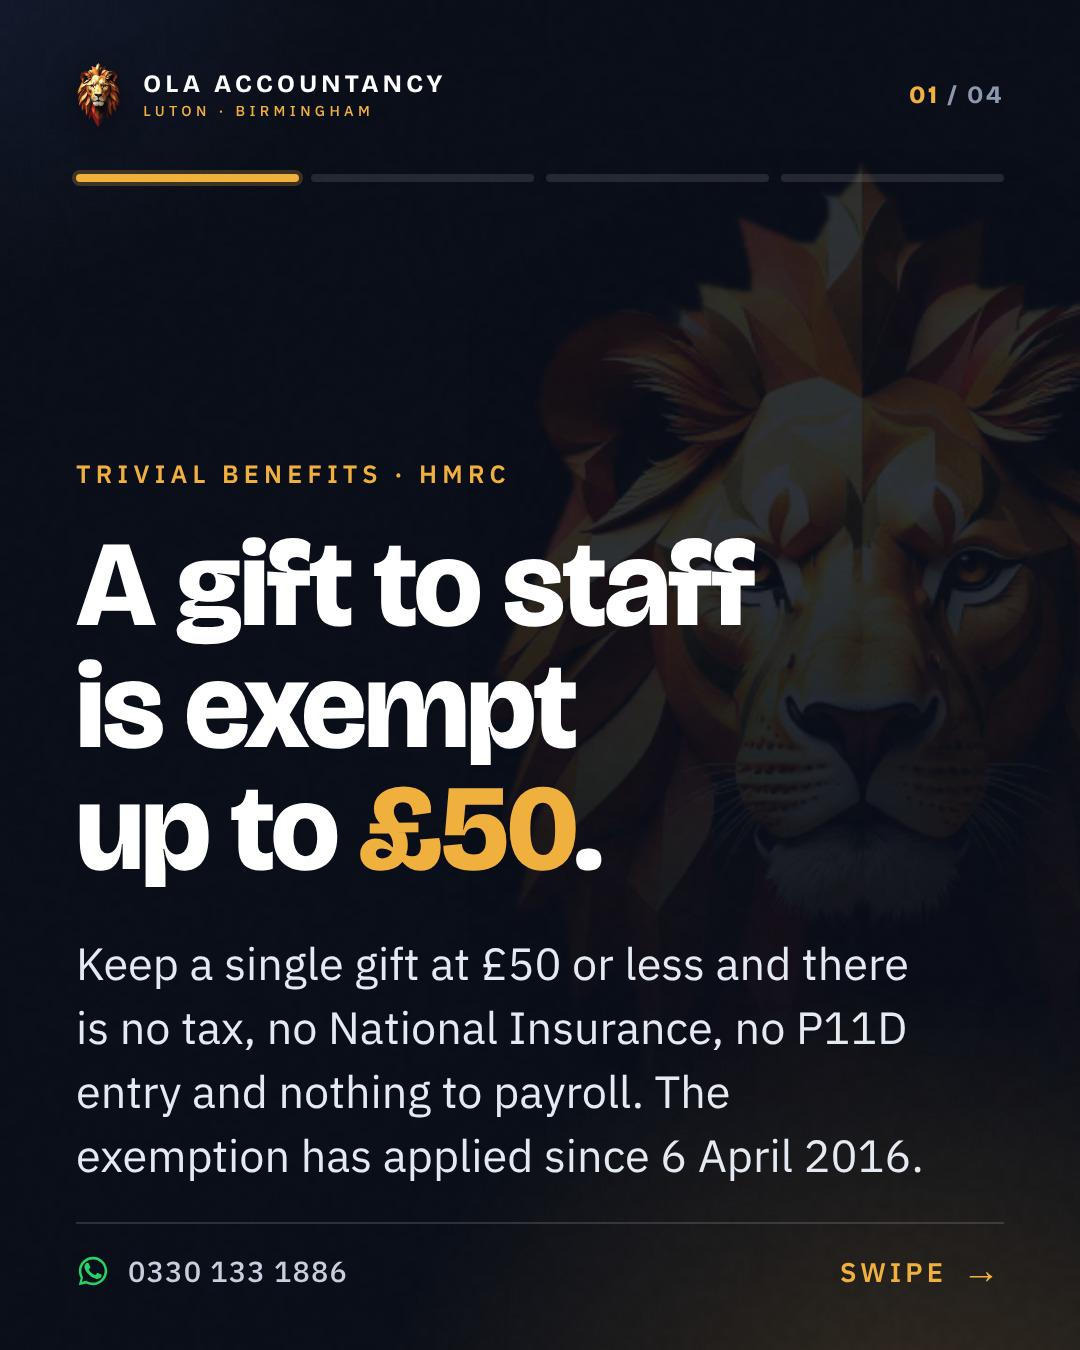 OLA ACCOUNTANCY
LUTON · BIRMINGHAM
01 / 04
TRIVIAL BENEFITS · HMRC
A gift to staff
is exempt
up to £50.
Keep a single gift at £50 or less and there
is no tax, no National Insurance, no P11D
entry and nothing to payroll. The
exemption has applied since 6 April 2016.
0330 133 1886
SWIPE →